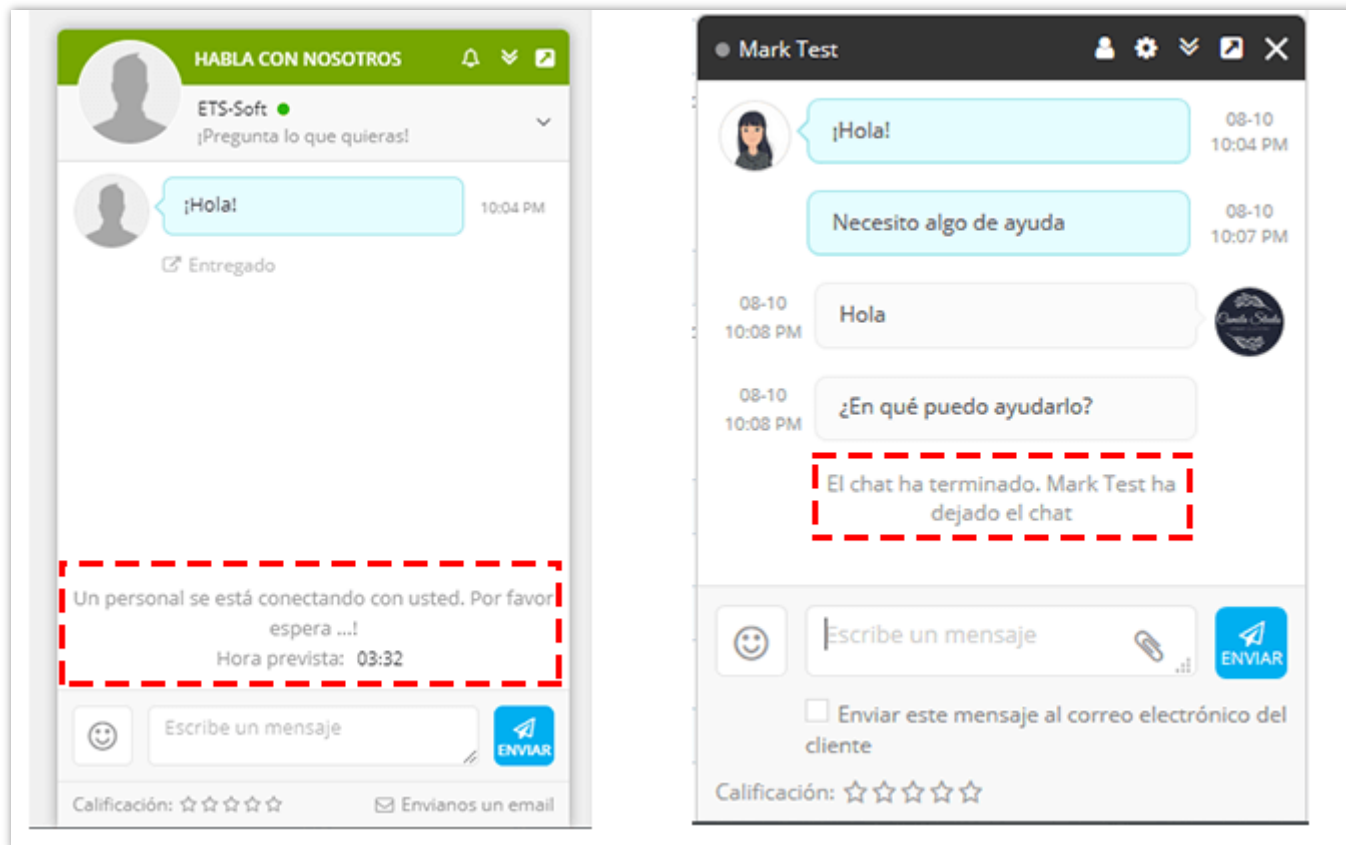 HABLA CON NOSOTROS
ETS-Soft
¡Pregunta lo que quieras!
¡Hola!
10:04 PM
Entregado
Un personal se está conectando con usted. Por favor
espera ...!
Hora prevista: 03:32
Escribe un mensaje
ENVIAR
Calificación:
Envianos un email
Mark Test
¡Hola!
08-10
10:04 PM
Necesito algo de ayuda
08-10
10:07 PM
08-10
10:08 PM
Hola
08-10
10:08 PM
¿En qué puedo ayudarlo?
El chat ha terminado. Mark Test ha
dejado el chat
Escribe un mensaje
ENVIAR
Enviar este mensaje al correo electrónico del
cliente
Calificación: